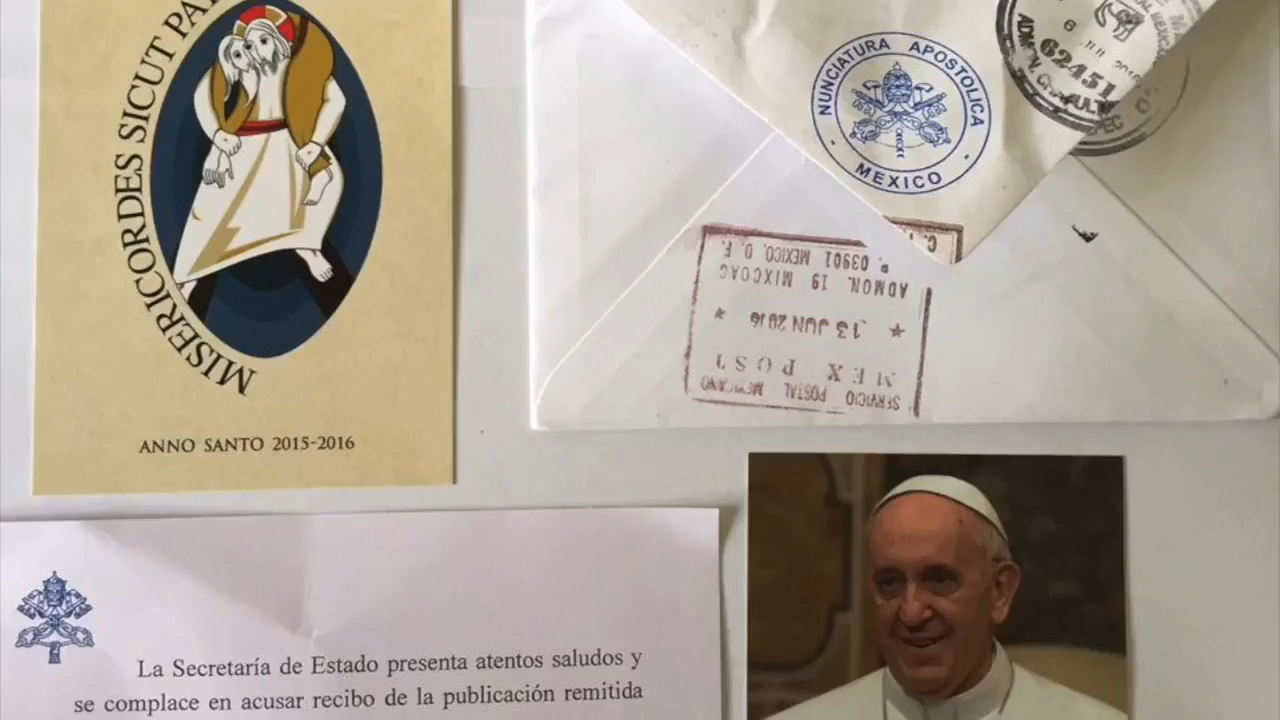 MISERICORDES SICUT PA
ANNO SANTO 2015-2016
NUNCIATURA APOSTOLICA
MEXICO
6 JUL
62451
SERVICIO POSTAL MEXICANO
MEX POST
★ 13 JUN 2016 ★
ADMON. 19 MIXCOAC
P. 03901 MEXICO, D. F.
La Secretaría de Estado presenta atentos saludos y
se complace en acusar recibo de la publicación remitida